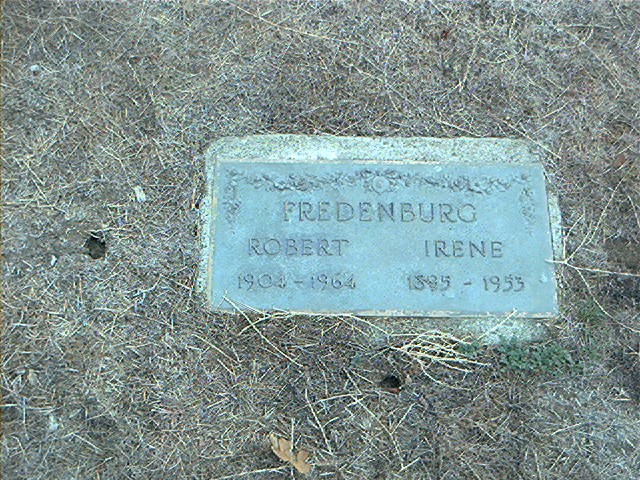 FREDENBURG
ROBERT IRENE
1904-1964 1885 - 1953